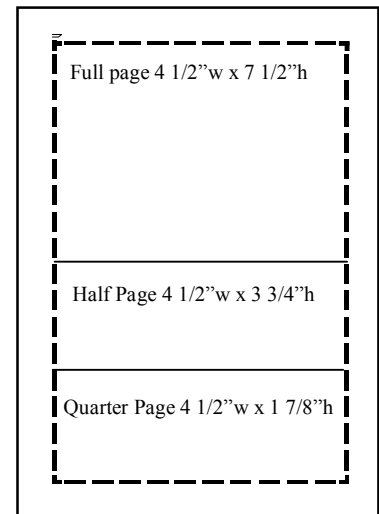 Full page 4 1/2”w x 7 1/2”h
Half Page 4 1/2”w x 3 3/4”h
Quarter Page 4 1/2”w x 1 7/8”h